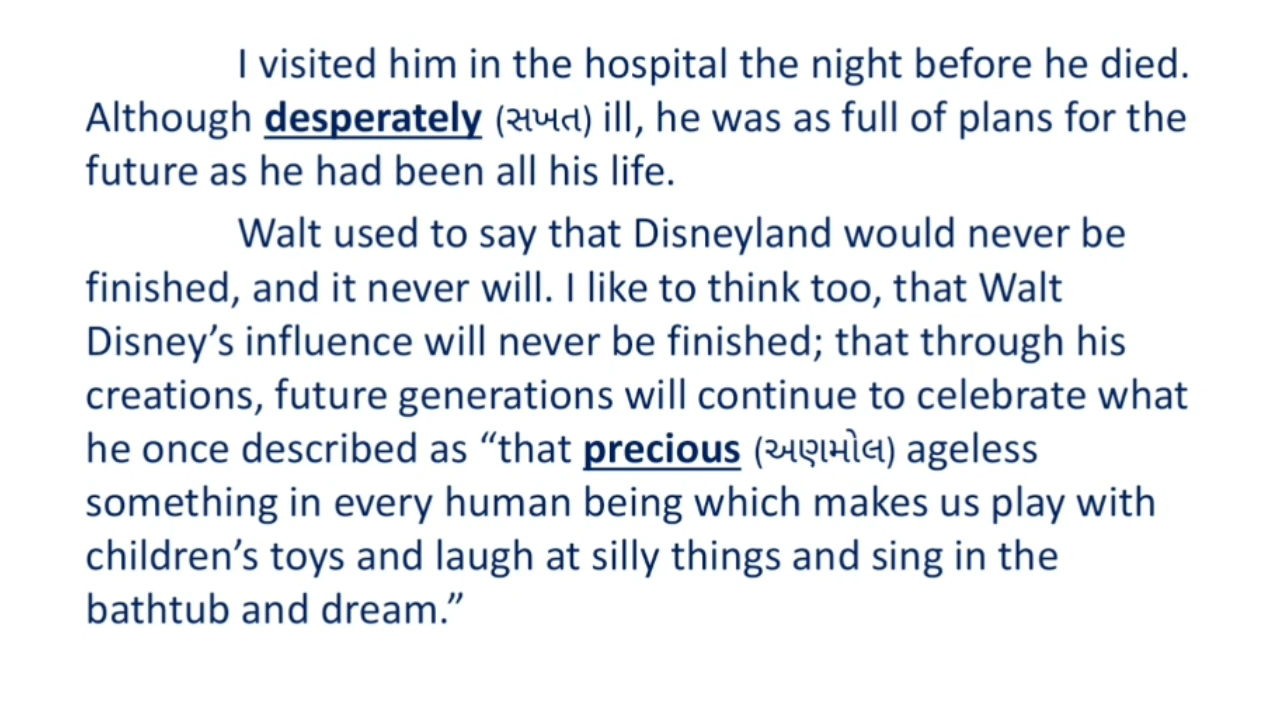 I visited him in the hospital the night before he died.
Although desperately (સખત) ill, he was as full of plans for the
future as he had been all his life.
Walt used to say that Disneyland would never be
finished, and it never will. I like to think too, that Walt
Disney’s influence will never be finished; that through his
creations, future generations will continue to celebrate what
he once described as “that precious (અણમોલ) ageless
something in every human being which makes us play with
children’s toys and laugh at silly things and sing in the
bathtub and dream.”